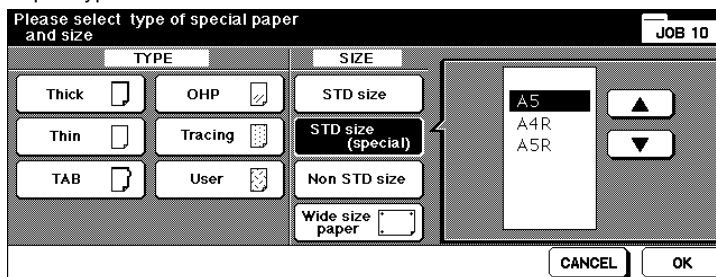 Please select type of special paper
and size
JOB 10
TYPE
SIZE
Thick
OHP
STD size
Thin
Tracing
STD size
(special)
TAB
User
Non STD size
Wide size
paper
A5
A4R
A5R
CANCEL
OK